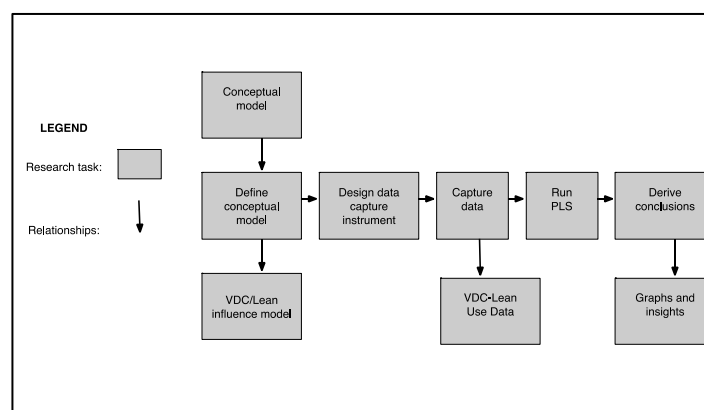 Conceptual
model
LEGEND
Research task:
Define
conceptual
model
Design data
capture
instrument
Capture
data
Run
PLS
Derive
conclusions
Relationships:
VDC/Lean
influence model
VDC-Lean
Use Data
Graphs and
insights